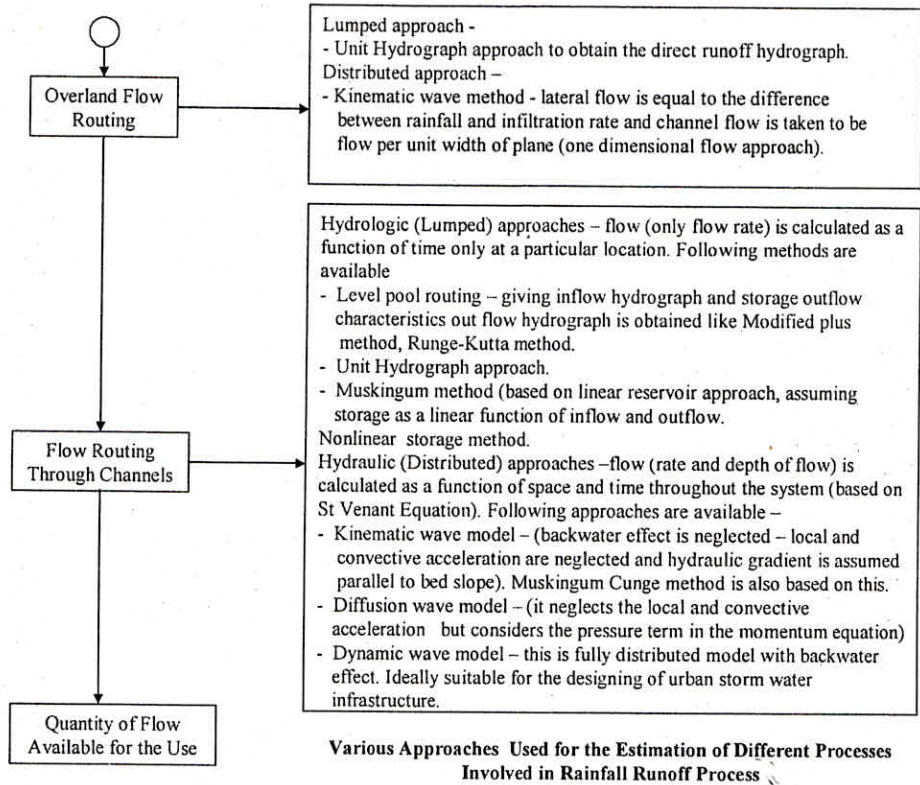 Overland Flow
Routing
Lumped approach -
- Unit Hydrograph approach to obtain the direct runoff hydrograph.
Distributed approach –
- Kinematic wave method - lateral flow is equal to the difference
between rainfall and infiltration rate and channel flow is taken to be
flow per unit width of plane (one dimensional flow approach).
Flow Routing
Through Channels
Hydrologic (Lumped) approaches – flow (only flow rate) is calculated as a
function of time only at a particular location. Following methods are
available
- Level pool routing – giving inflow hydrograph and storage outflow
characteristics out flow hydrograph is obtained like Modified plus
method, Runge-Kutta method.
- Unit Hydrograph approach.
- Muskingum method (based on linear reservoir approach, assuming
storage as a linear function of inflow and outflow.
Nonlinear storage method.
Hydraulic (Distributed) approaches –flow (rate and depth of flow) is
calculated as a function of space and time throughout the system (based on
St Venant Equation). Following approaches are available –
- Kinematic wave model – (backwater effect is neglected – local and
convective acceleration are neglected and hydraulic gradient is assumed
parallel to bed slope). Muskingum Cunge method is also based on this.
- Diffusion wave model – (it neglects the local and convective
acceleration but considers the pressure term in the momentum equation)
- Dynamic wave model – this is fully distributed model with backwater
effect. Ideally suitable for the designing of urban storm water
infrastructure.
Quantity of Flow
Available for the Use
Various Approaches Used for the Estimation of Different Processes
Involved in Rainfall Runoff Process